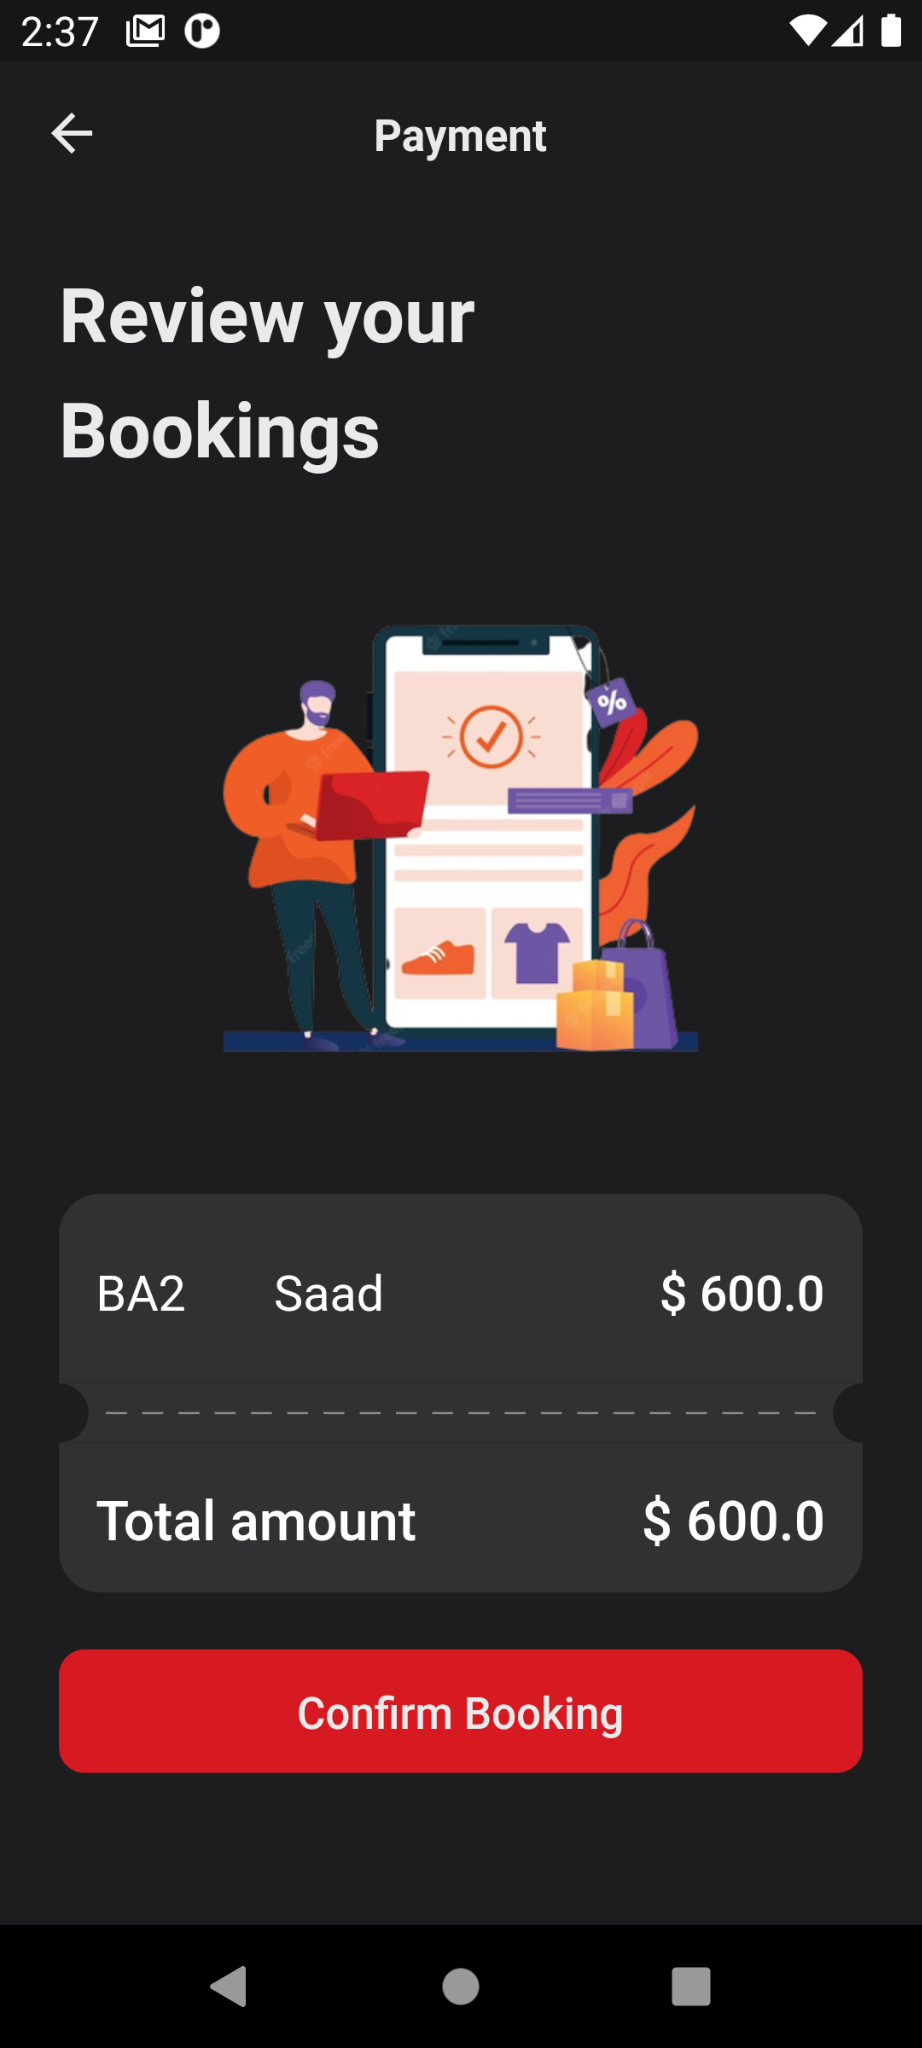 2:37
Payment
Review your
Bookings
%
BA2 Saad $ 600.0
Total amount $ 600.0
Confirm Booking